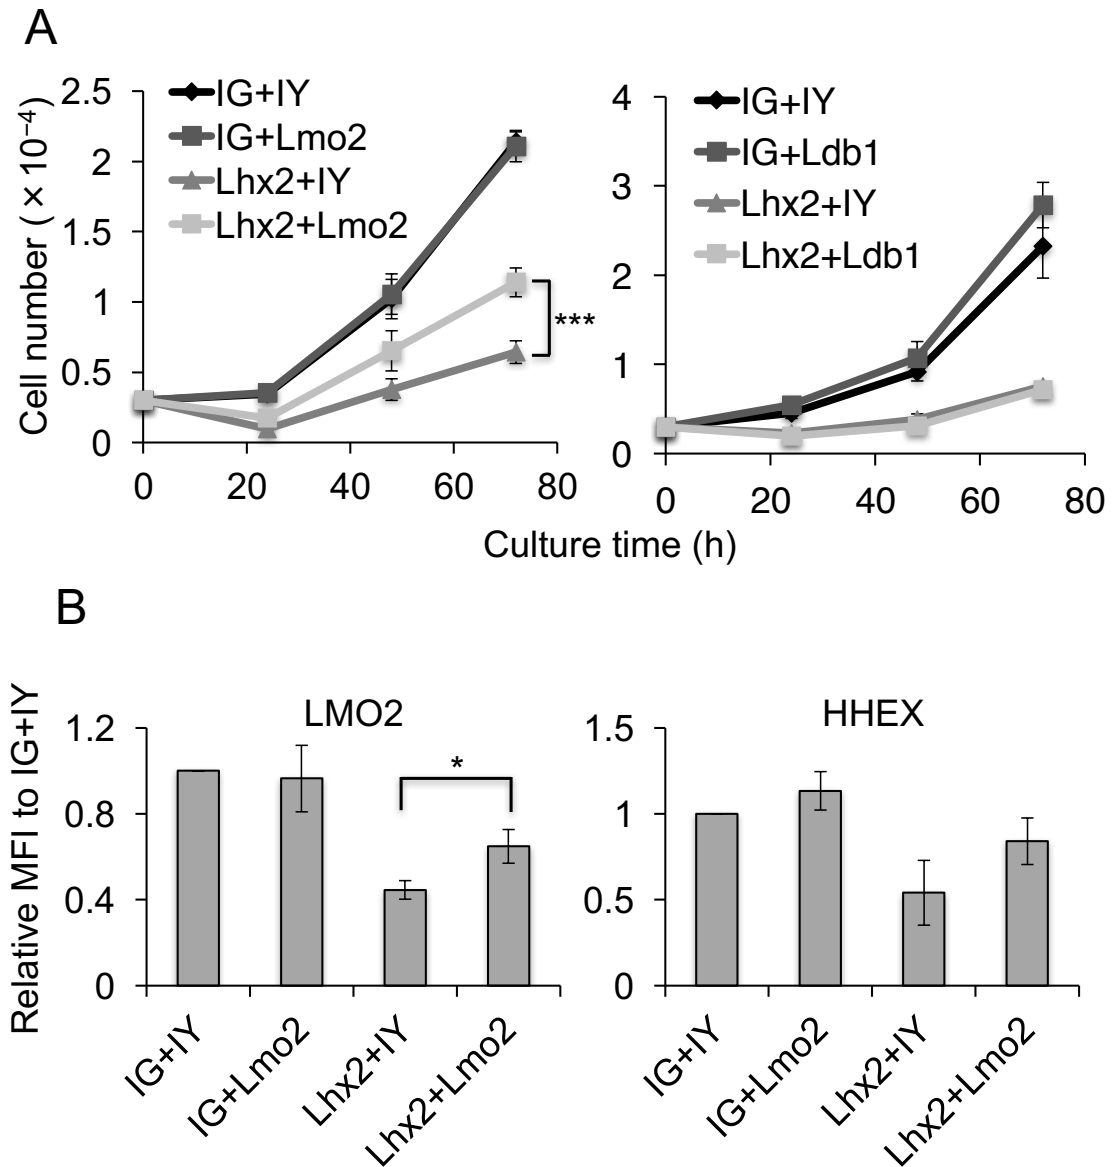 A
Cell number (×10⁻⁴)
2.5
2
1.5
1
0.5
0
0 20 40 60 80
IG+IY
IG+Lmo2
Lhx2+IY
Lhx2+Lmo2
***
4
3
2
1
0
0 20 40 60 80
IG+IY
IG+Ldb1
Lhx2+IY
Lhx2+Ldb1
Culture time (h)
B
Relative MFI to IG+IY
LMO2
1.2
0.8
0.4
0
*
IG+IY
IG+Lmo2
Lhx2+IY
Lhx2+Lmo2
HHEX
1.5
1
0.5
0
IG+IY
IG+Lmo2
Lhx2+IY
Lhx2+Lmo2